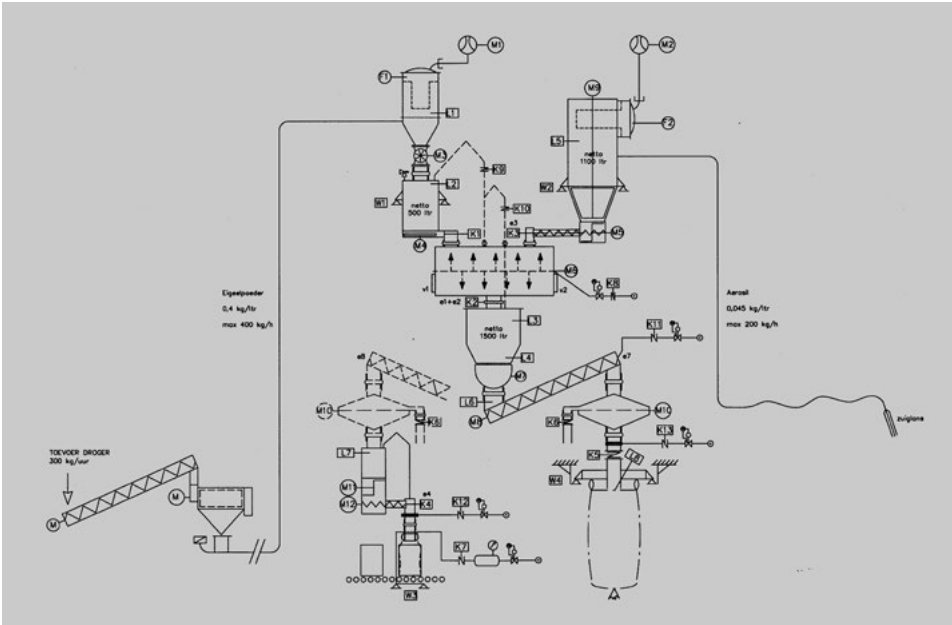 M1
M2
F1
M9
L1
F2
L5
netto
1100 ltr
M3
L2
K9
W1
netto
500 ltr
W2
K10
e3
K1
K3
M5
M4
M6
Eigeelpoeder
0,4 kg/ltr
max 400 kg/h
v1
v2
K8
Aerosil
0,045 kg/ltr
max 200 kg/h
e1+e2
K2
L3
netto
1500 ltr
K11
L4
e8
e7
M7
L6
M8
M10
K6
K6
M10
zuiglans
K13
L7
K5
L8
TOEVOER DROGER
300 kg/uur
M11
W4
e4
M
M12
K4
K12
M
K7
W3